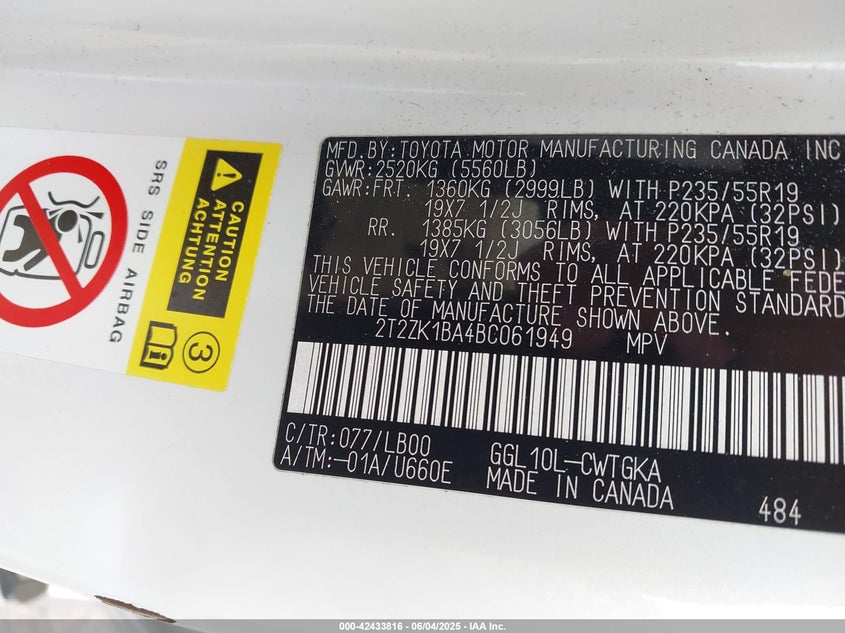 MFD.BY:TOYOTA MOTOR MANUFACTURING CANADA INC
GVWR:2520KG (5560LB)
GAWR:FRT 1360KG (2999LB) WITH P235/55R19
19X7 1/2J RIMS, AT 220KPA (32PSI)
RR. 1385KG (3056LB) WITH P235/55R19
19X7 1/2J RIMS, AT 220KPA (32PSI)
THIS VEHICLE CONFORMS TO ALL APPLICABLE FEDE
VEHICLE SAFETY AND THEFT PREVENTION STANDARD
THE DATE OF MANUFACTURE SHOWN ABOVE.
2T2ZK1BA4BC061949 MPV
C/TR:077/LB00 GGL10L-CWTGKA
A/TM:-01A/U660E MADE IN CANADA
484
SRS SIDE AIRBAG
CAUTION
ATTENTION
ACHTUNG
3
000-42433816 - 06/04/2025 - IAA Inc.